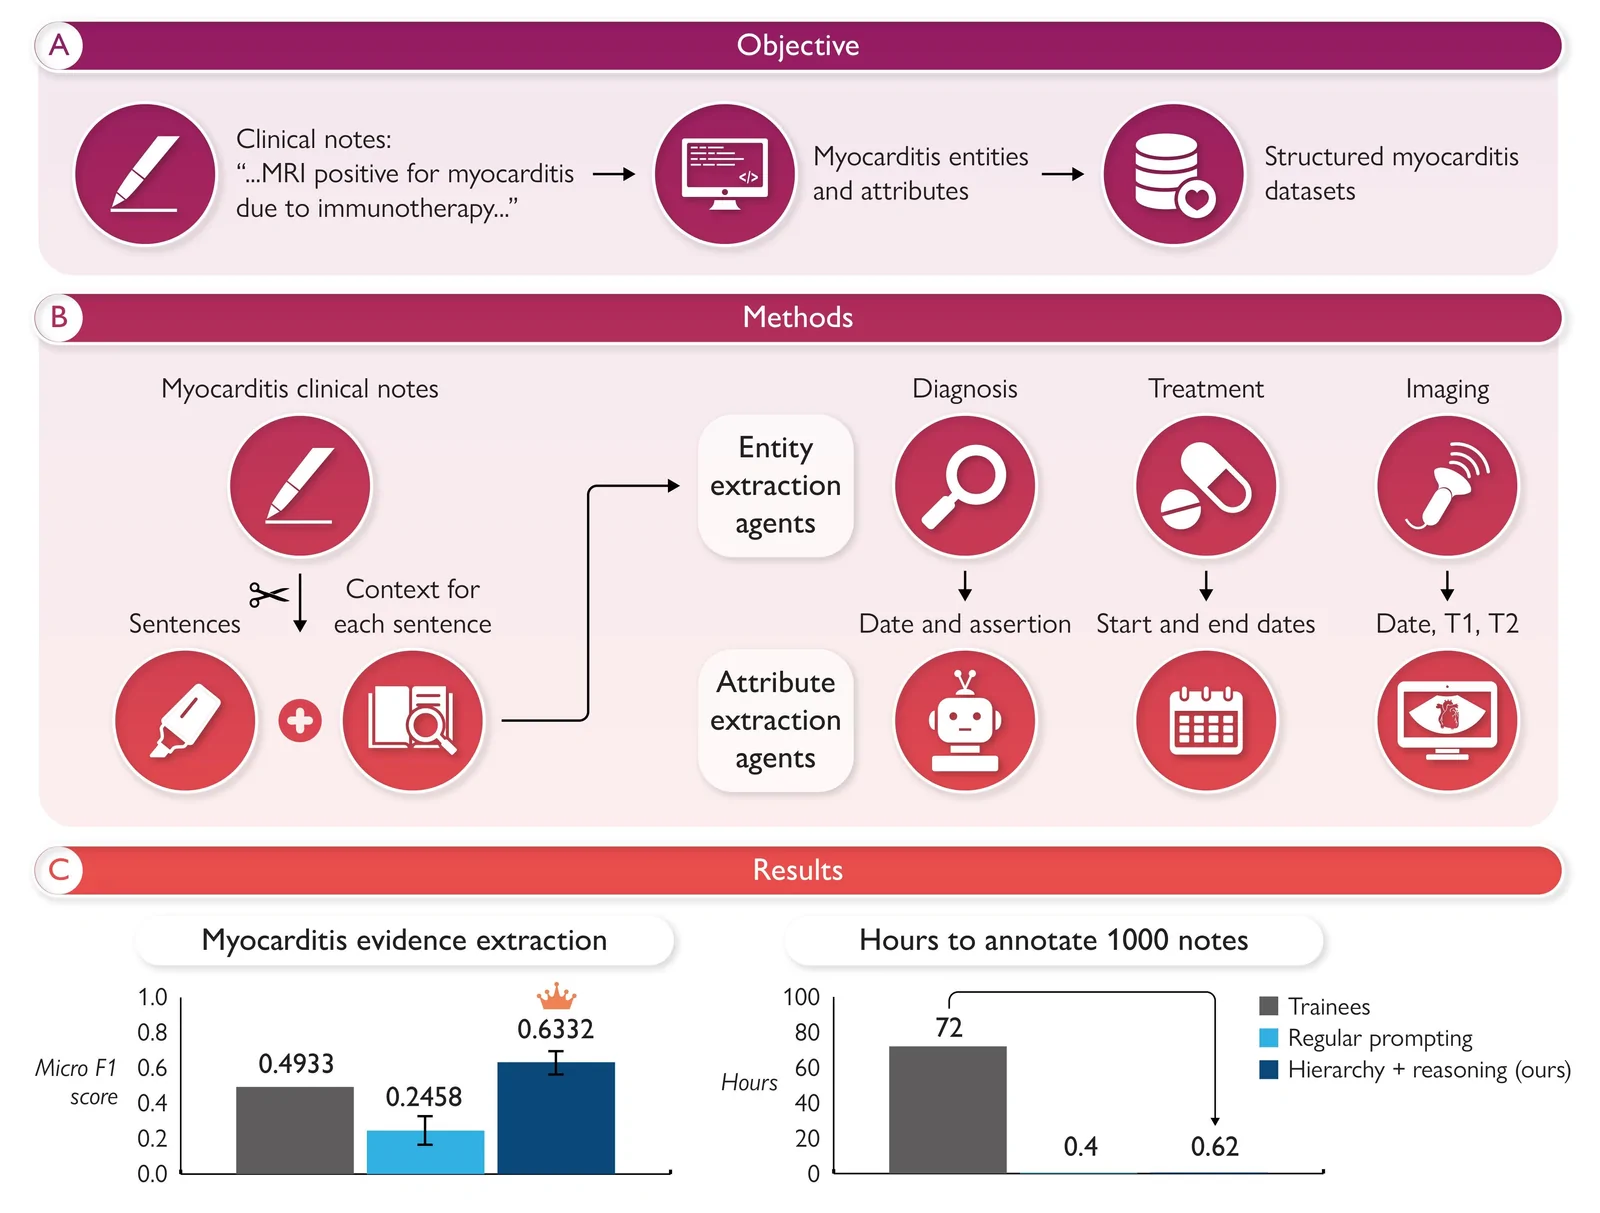 A
Objective
Clinical notes:
“...MRI positive for myocarditis
due to immunotherapy...”
</>
Myocarditis entities
and attributes
Structured myocarditis
datasets
B
Methods
Myocarditis clinical notes
Sentences
Context for
each sentence
Entity
extraction
agents
Diagnosis
Treatment
Imaging
Date and assertion
Start and end dates
Date, T1, T2
Attribute
extraction
agents
C
Results
Myocarditis evidence extraction
Micro F1
score
1.0
0.8
0.6
0.4
0.2
0.0
0.4933
0.2458
0.6332
Hours to annotate 1000 notes
Hours
100
80
60
40
20
0
72
0.4
0.62
Trainees
Regular prompting
Hierarchy + reasoning (ours)